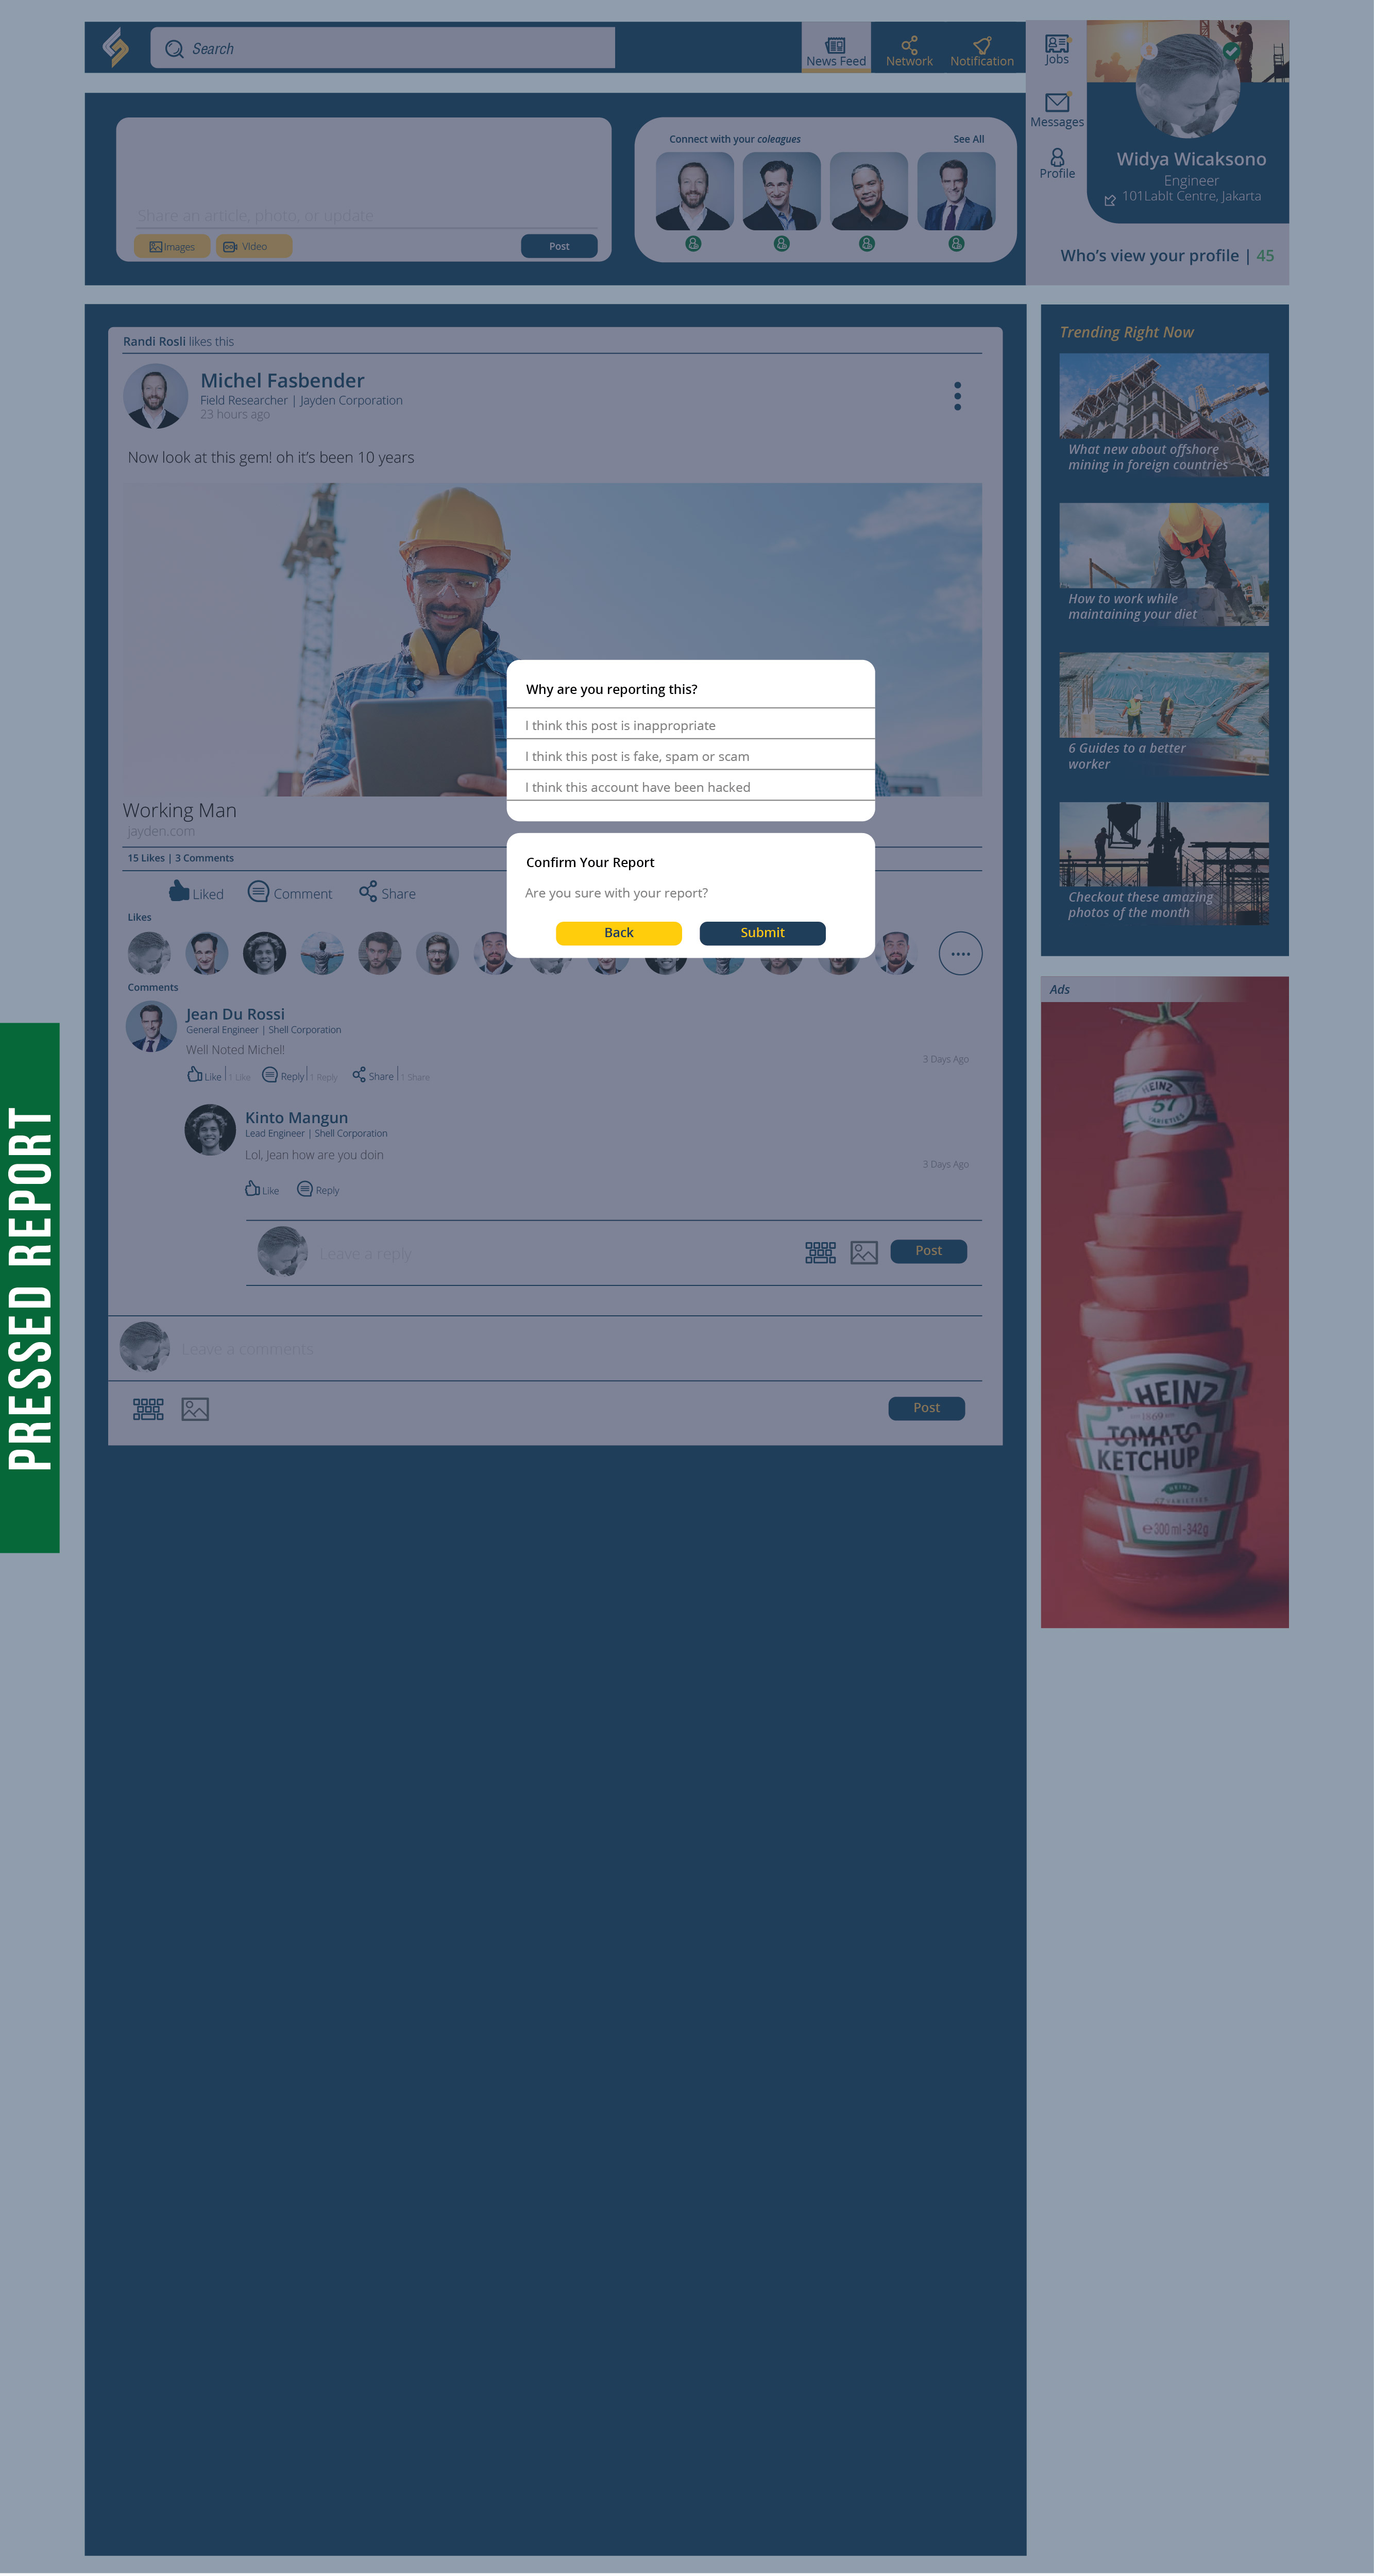 Search
News Feed
Network
Notification
Jobs
Messages
Profile
Widya Wicaksono
Engineer
101LabIt Centre, Jakarta
Who's view your profile | 45
Share an article, photo, or update
Images
Video
Post
Connect with your coleagues
See All
Randi Rosli likes this
Michel Fasbender
Field Researcher | Jayden Corporation
23 hours ago
Now look at this gem! oh it's been 10 years
Working Man
jayden.com
15 Likes | 3 Comments
Liked
Comment
Share
Likes
Comments
Jean Du Rossi
General Engineer | Shell Corporation
Well Noted Michel!
3 Days Ago
Like | 1 Like
Reply | 1 Reply
Share | 1 Share
Kinto Mangun
Lead Engineer | Shell Corporation
Lol, Jean how are you doin
3 Days Ago
Like
Reply
Leave a reply
Post
Leave a comments
Post
Why are you reporting this?
I think this post is inappropriate
I think this post is fake, spam or scam
I think this account have been hacked
Confirm Your Report
Are you sure with your report?
Back
Submit
Trending Right Now
What new about offshore
mining in foreign countries
How to work while
maintaining your diet
6 Guides to a better
worker
Checkout these amazing
photos of the month
Ads
HEINZ
57
VARIETIES
HEINZ
1869
TOMATO
KETCHUP
HEINZ
57 VARIETIES
e 300 ml-342g
PRESSED REPORT